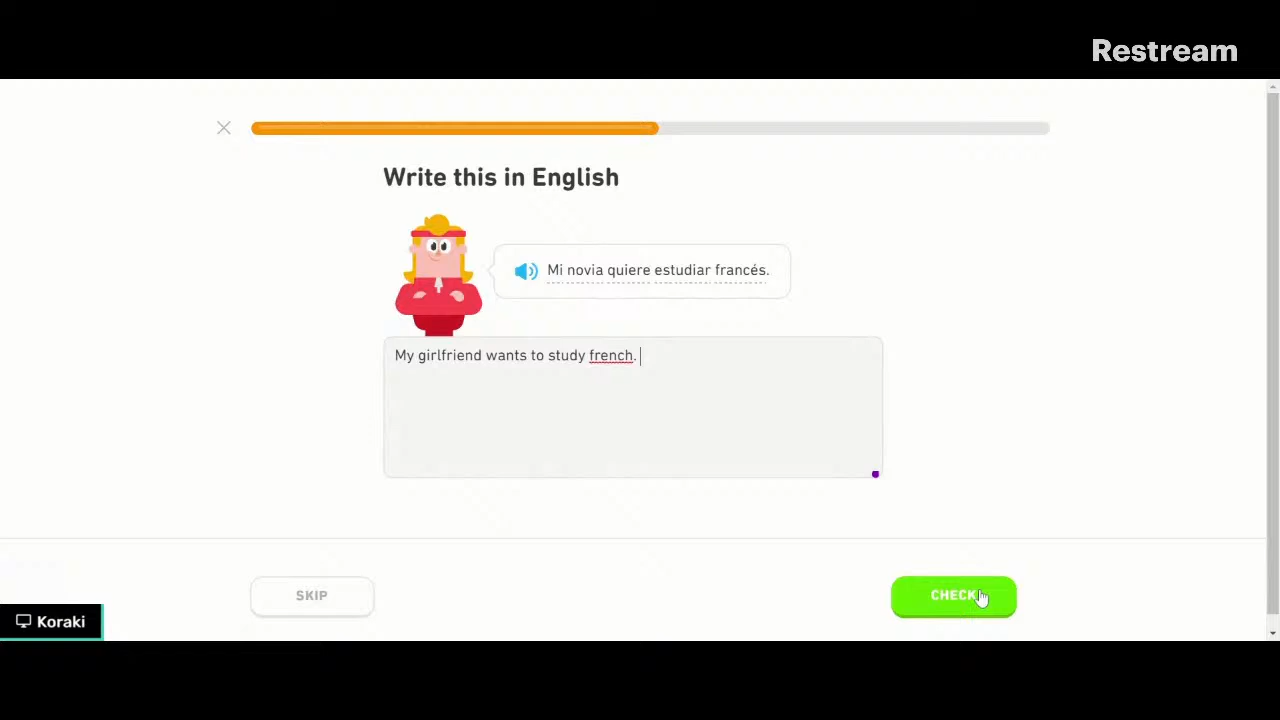 Restream
Write this in English
Mi novia quiere estudiar francés.
My girlfriend wants to study french.
SKIP
CHECK
Koraki